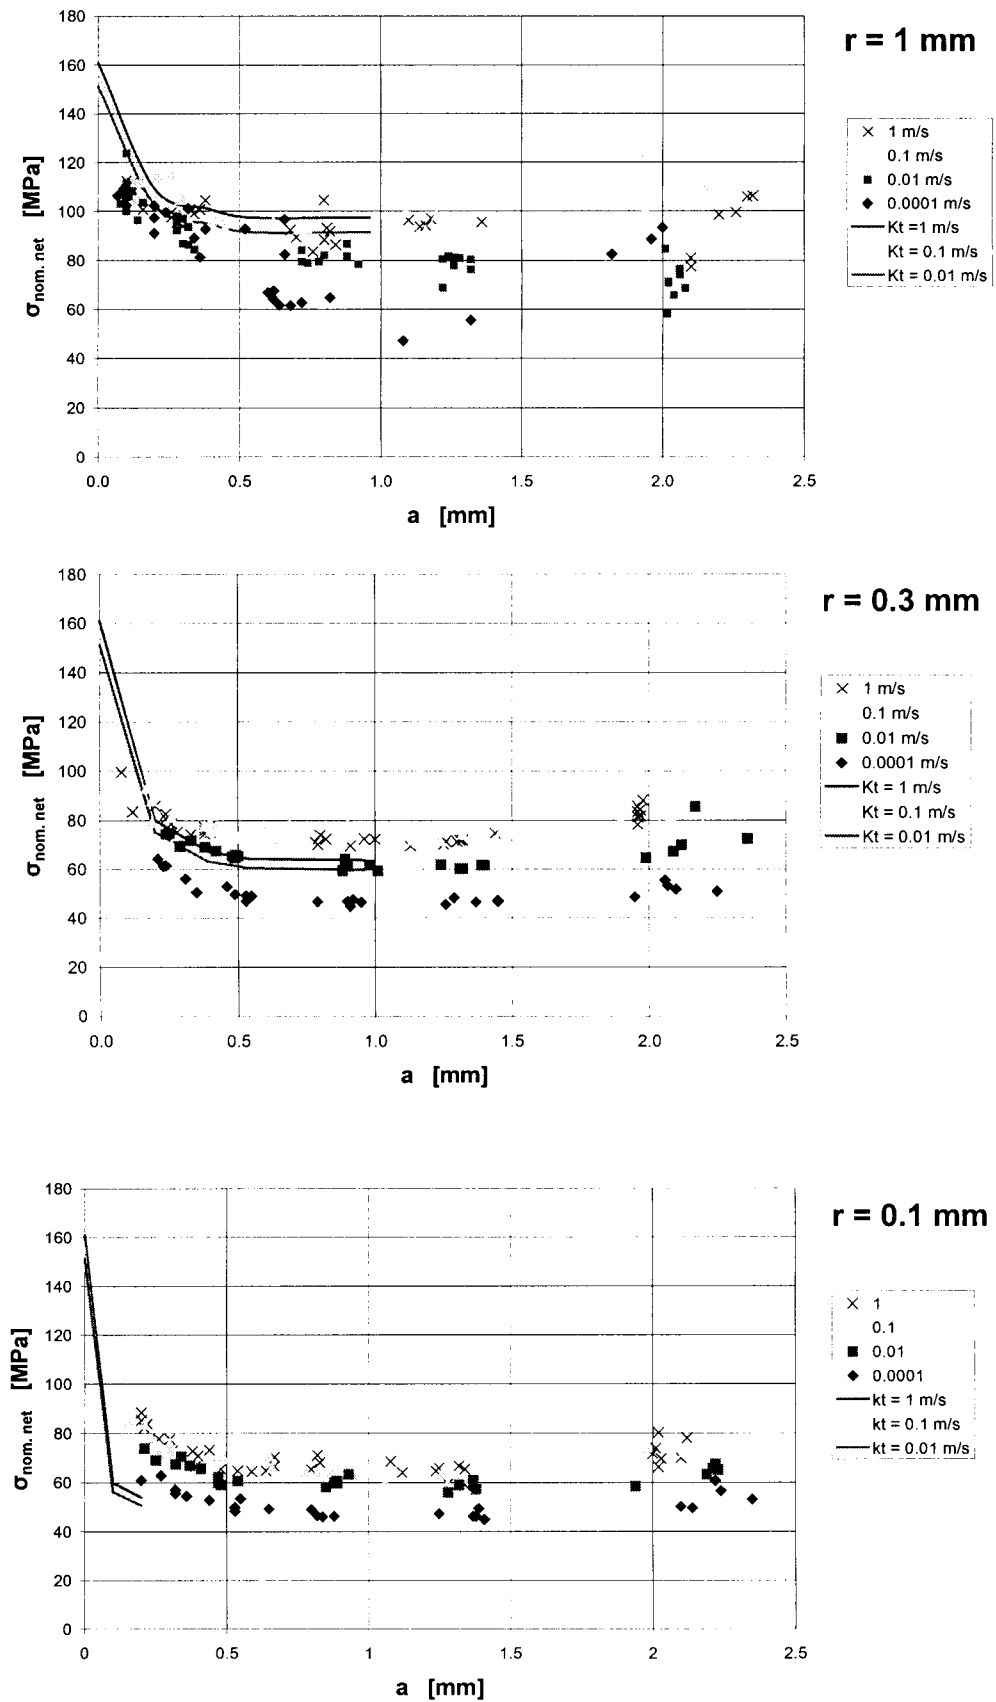 r = 1 mm
180
160
140
120
100
80
60
40
20
0
σnom. net [MPa]
0.0 0.5 1.0 1.5 2.0 2.5
a [mm]
1 m/s
0.1 m/s
0.01 m/s
0.0001 m/s
Kt =1 m/s
Kt = 0.1 m/s
Kt = 0.01 m/s
r = 0.3 mm
180
160
140
120
100
80
60
40
20
0
σnom. net [MPa]
0.0 0.5 1.0 1.5 2.0 2.5
a [mm]
1 m/s
0.1 m/s
0.01 m/s
0.0001 m/s
Kt = 1 m/s
Kt = 0.1 m/s
Kt = 0.01 m/s
r = 0.1 mm
180
160
140
120
100
80
60
40
20
0
σnom. net [MPa]
0 0.5 1 1.5 2 2.5
a [mm]
1
0.1
0.01
0.0001
kt = 1 m/s
kt = 0.1 m/s
kt = 0.01 m/s